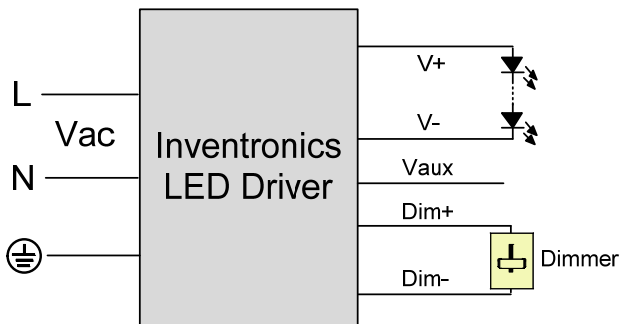 L
Vac
N
Inventronics
LED Driver
V+
V-
Vaux
Dim+
Dim-
Dimmer